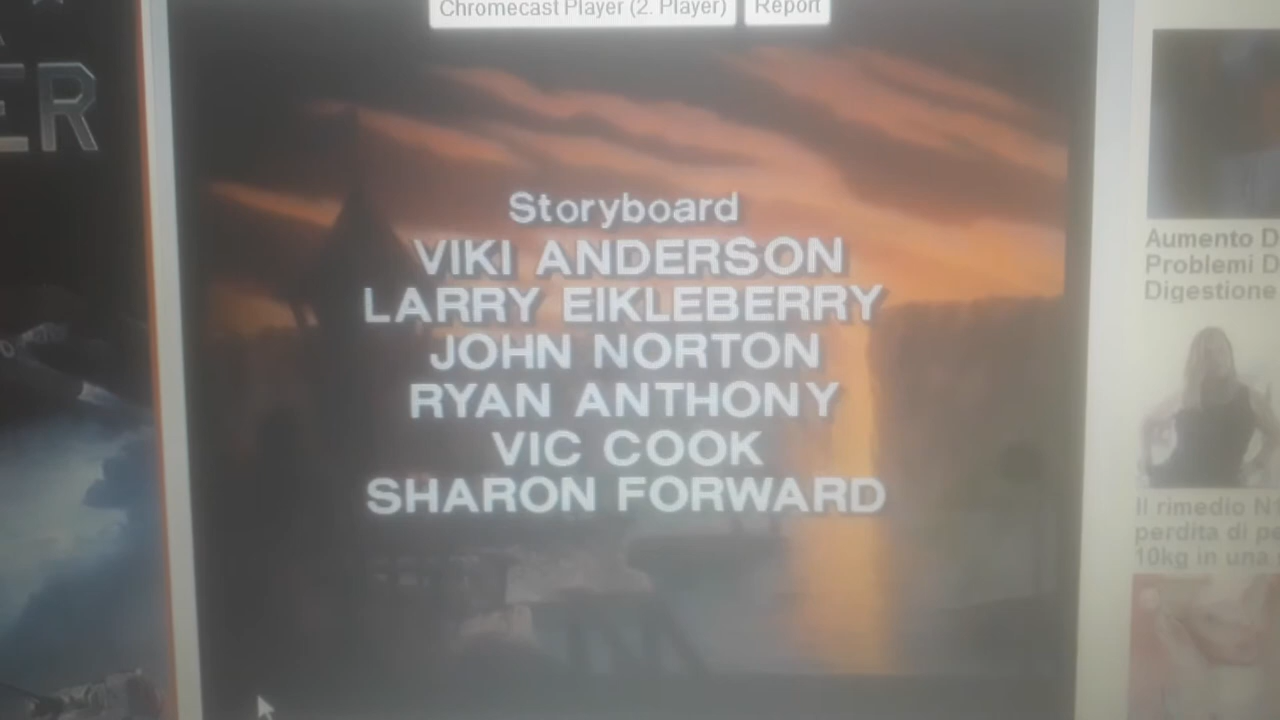 Chromecast Player (2. Player) Report
ER
Storyboard
VIKI ANDERSON
LARRY EIKLEBERRY
JOHN NORTON
RYAN ANTHONY
VIC COOK
SHARON FORWARD
Aumento D
Problemi D
Digestione
Il rimedio N
perdita di pe
10kg in una